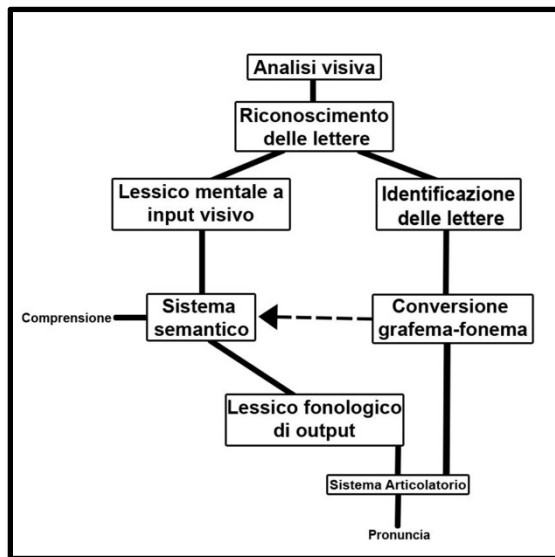 Analisi visiva
Riconoscimento
delle lettere
Lessico mentale a
input visivo
Identificazione
delle lettere
Comprensione
Sistema
semantico
Conversione
grafema-fonema
Lessico fonologico
di output
Sistema Articolatorio
Pronuncia